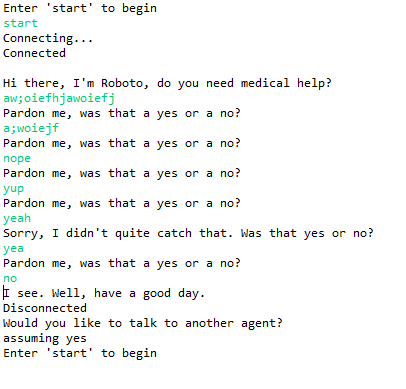 Enter 'start' to begin
start
Connecting...
Connected
Hi there, I'm Roboto, do you need medical help?
aw;oiefhjawoiefj
Pardon me, was that a yes or a no?
a;woiejf
Pardon me, was that a yes or a no?
nope
Pardon me, was that a yes or a no?
yup
Pardon me, was that a yes or a no?
yeah
Sorry, I didn't quite catch that. Was that yes or no?
yea
Pardon me, was that a yes or a no?
no
I see. Well, have a good day.
Disconnected
Would you like to talk to another agent?
assuming yes
Enter 'start' to begin